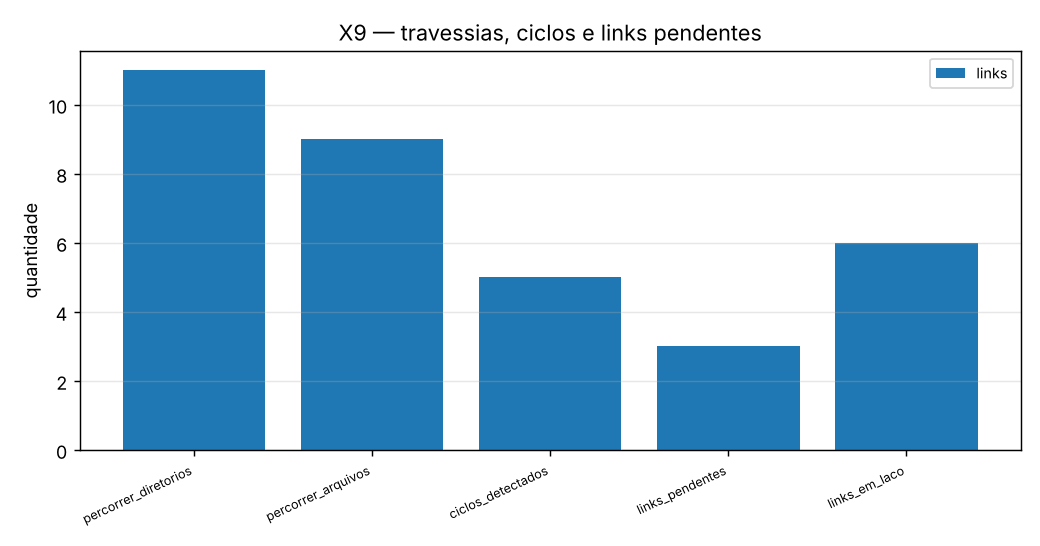 X9 — travessias, ciclos e links pendentes
links
quantidade
10
8
6
4
2
0
percorrer_diretorios
percorrer_arquivos
ciclos_detectados
links_pendentes
links_em_laco